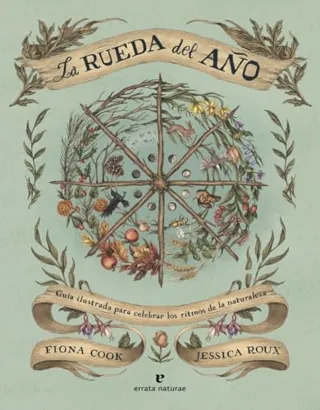 La RUEDA del AÑO
Guía ilustrada para celebrar los ritmos de la naturaleza
FIONA COOK
JESSICA ROUX
e
errata naturae